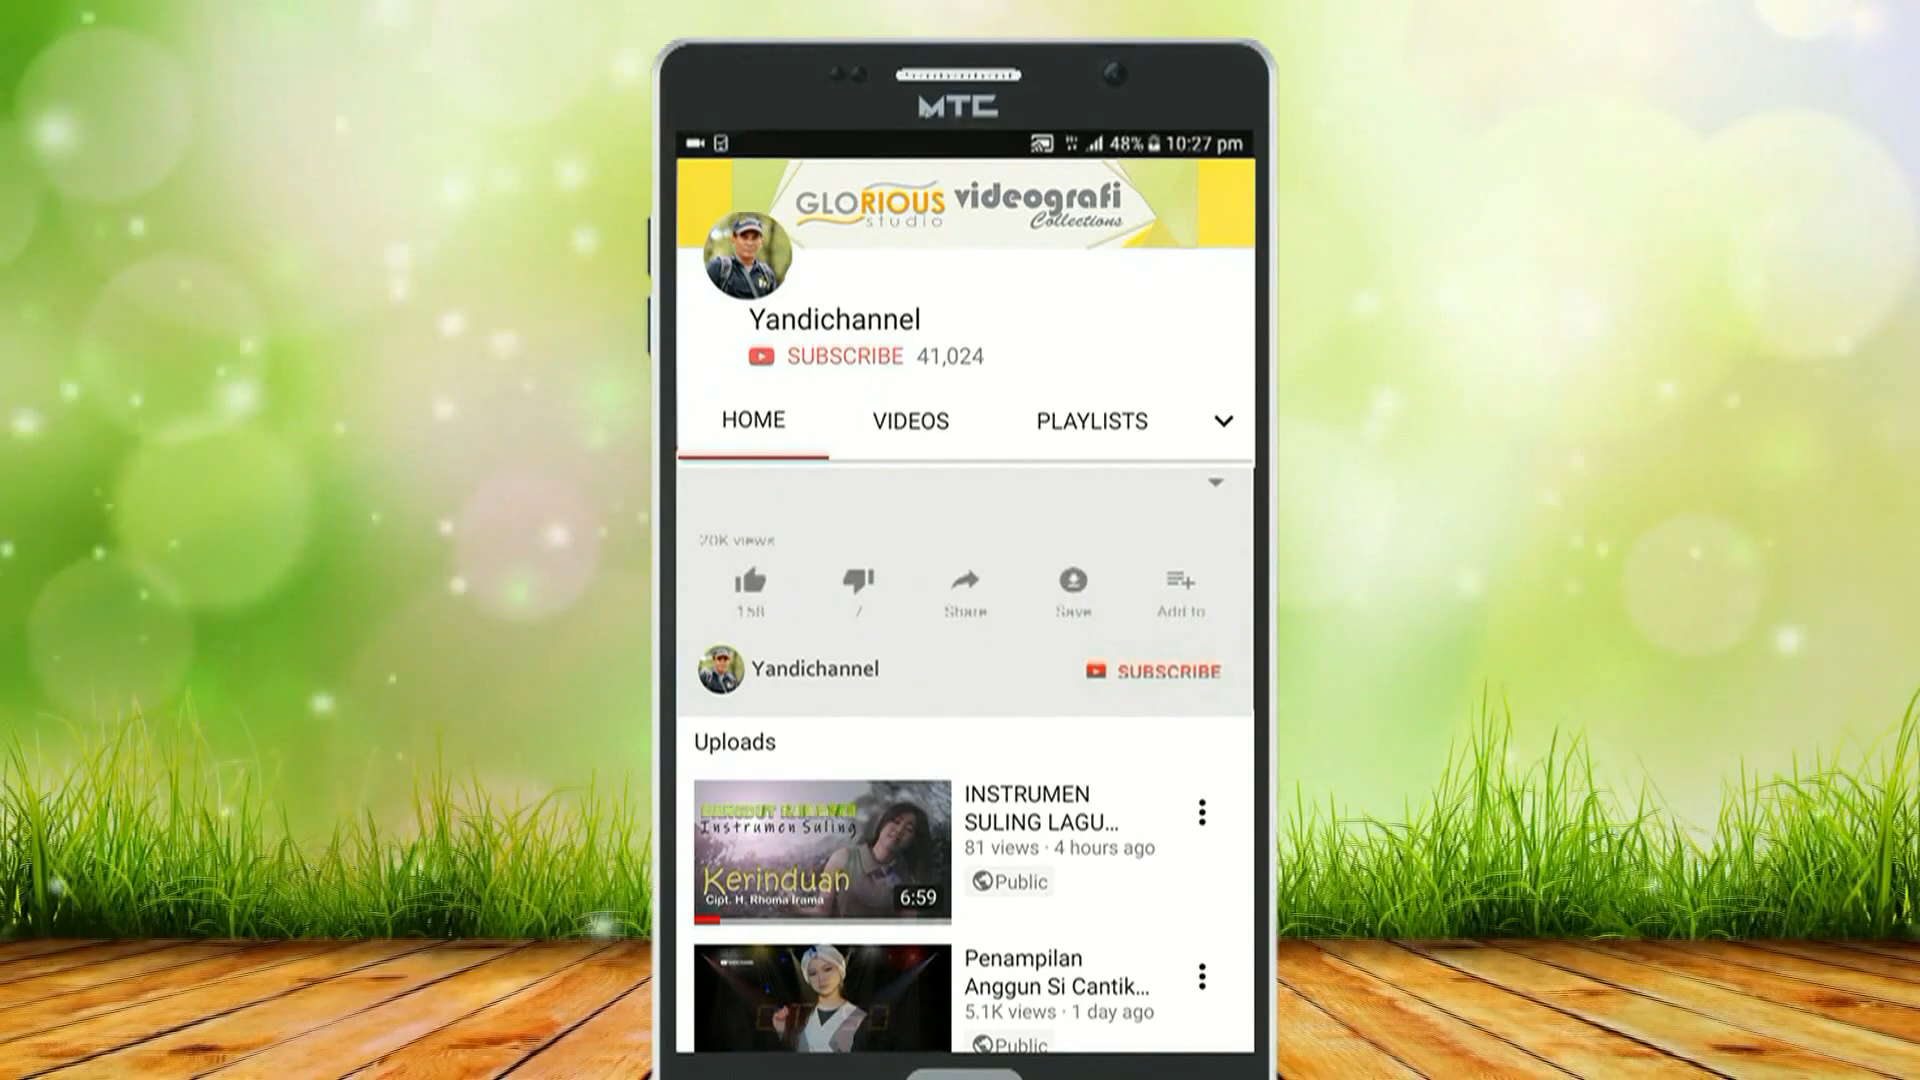 MTC
48% 10:27 pm
GLORIOUS
studio
videografi
Collections
Yandichannel
SUBSCRIBE 41,024
HOME VIDEOS PLAYLISTS
20K views
158 7 Share Save Add to
Yandichannel SUBSCRIBE
Uploads
Instrumen Suling
Kerinduan
Cipt. H. Rhoma Irama
6:59
INSTRUMEN
SULING LAGU...
81 views · 4 hours ago
Public
Penampilan
Anggun Si Cantik...
5.1K views · 1 day ago
Public